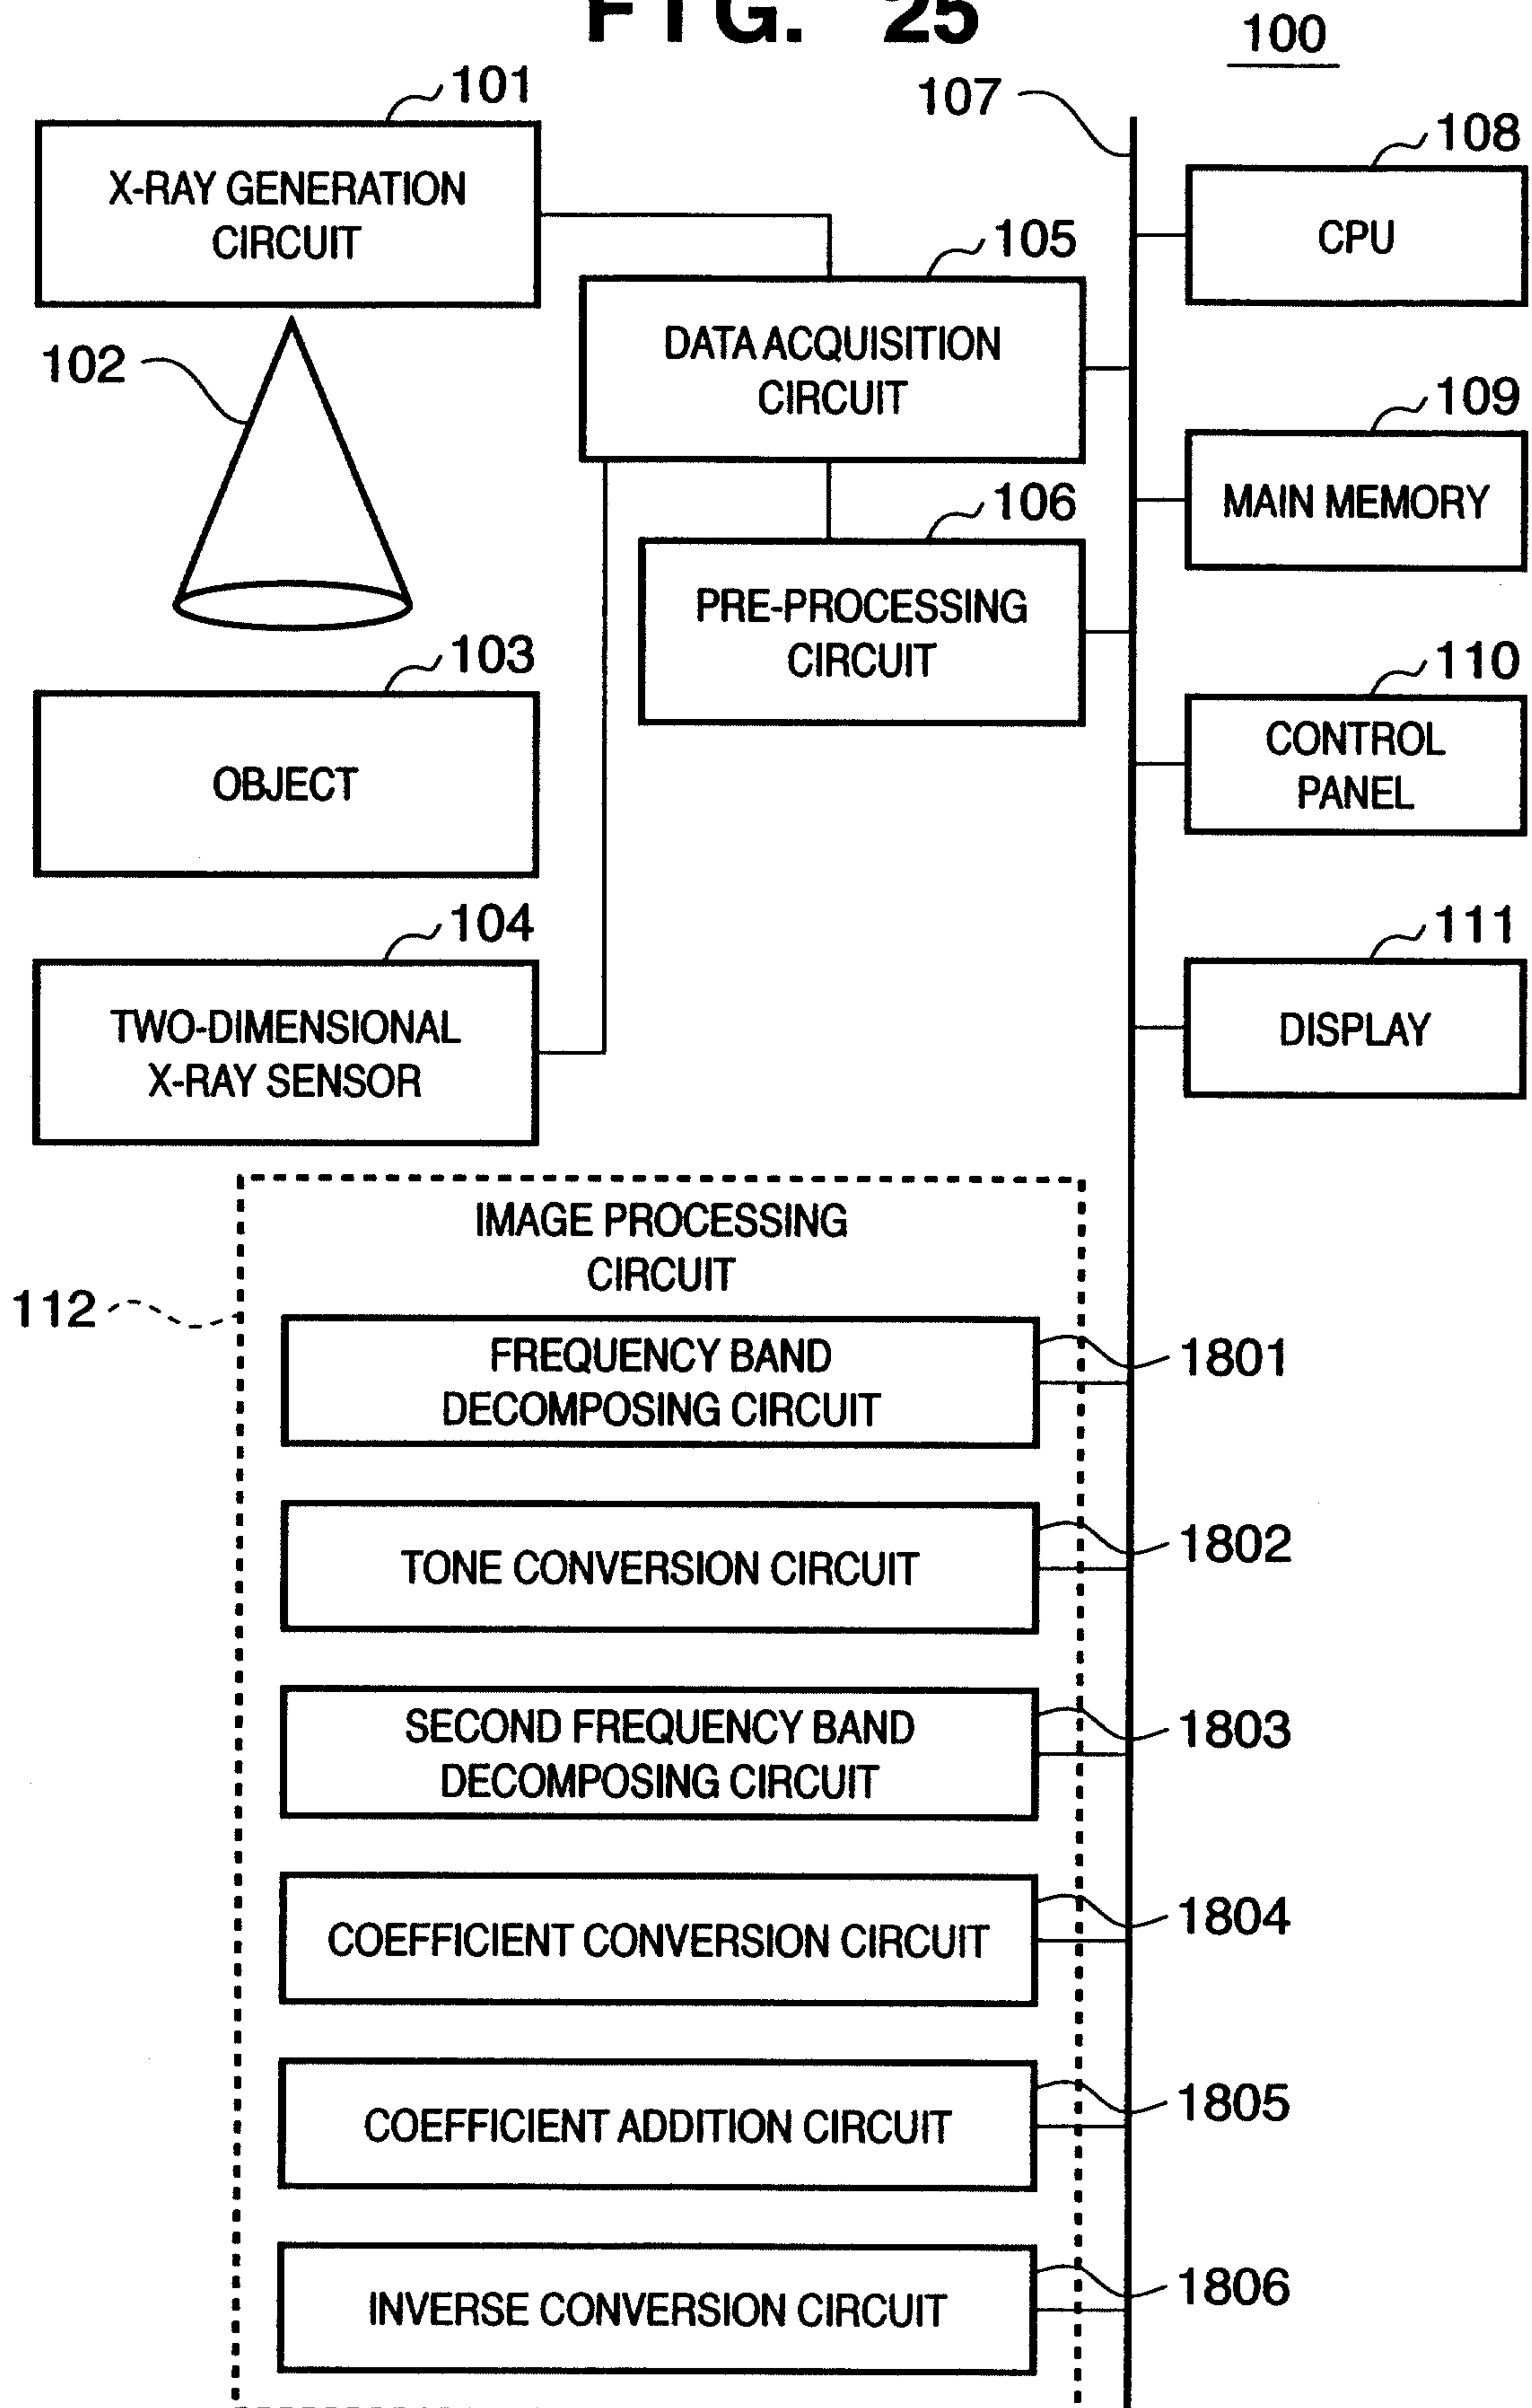 FIG. 25
100
101
X-RAY GENERATION
CIRCUIT
102
103
OBJECT
104
TWO-DIMENSIONAL
X-RAY SENSOR
105
DATA ACQUISITION
CIRCUIT
106
PRE-PROCESSING
CIRCUIT
107
108
CPU
109
MAIN MEMORY
110
CONTROL
PANEL
111
DISPLAY
112
IMAGE PROCESSING
CIRCUIT
FREQUENCY BAND
DECOMPOSING CIRCUIT
1801
TONE CONVERSION CIRCUIT
1802
SECOND FREQUENCY BAND
DECOMPOSING CIRCUIT
1803
COEFFICIENT CONVERSION CIRCUIT
1804
COEFFICIENT ADDITION CIRCUIT
1805
INVERSE CONVERSION CIRCUIT
1806